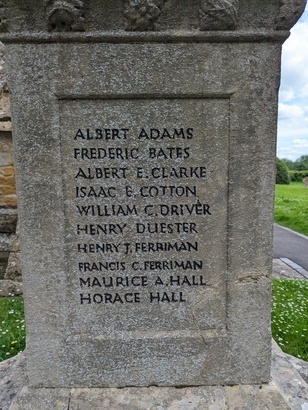 ALBERT ADAMS
FREDERIC BATES
ALBERT E. CLARKE
ISAAC E. COTTON
WILLIAM C. DRIVER
HENRY DUESTER
HENRY J. FERRIMAN
FRANCIS C. FERRIMAN
MAURICE A. HALL
HORACE HALL